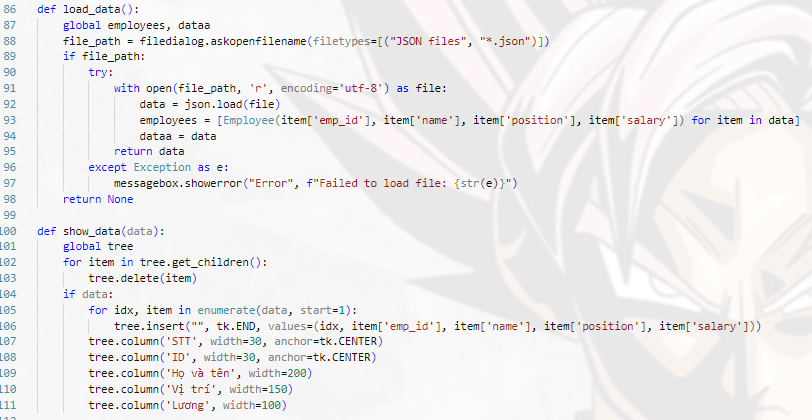 86 def load_data():
87     global employees, dataa
88     file_path = filedialog.askopenfilename(filetypes=[("JSON files", "*.json")])
89     if file_path:
90         try:
91             with open(file_path, 'r', encoding='utf-8') as file:
92                 data = json.load(file)
93                 employees = [Employee(item['emp_id'], item['name'], item['position'], item['salary']) for item in data]
94                 dataa = data
95             return data
96         except Exception as e:
97             messagebox.showerror("Error", f"Failed to load file: {str(e)}")
98     return None
99
100 def show_data(data):
101     global tree
102     for item in tree.get_children():
103         tree.delete(item)
104     if data:
105         for idx, item in enumerate(data, start=1):
106             tree.insert("", tk.END, values=(idx, item['emp_id'], item['name'], item['position'], item['salary']))
107         tree.column('STT', width=30, anchor=tk.CENTER)
108         tree.column('ID', width=30, anchor=tk.CENTER)
109         tree.column('Họ và tên', width=200)
110         tree.column('Vị trí', width=150)
111         tree.column('Lương', width=100)